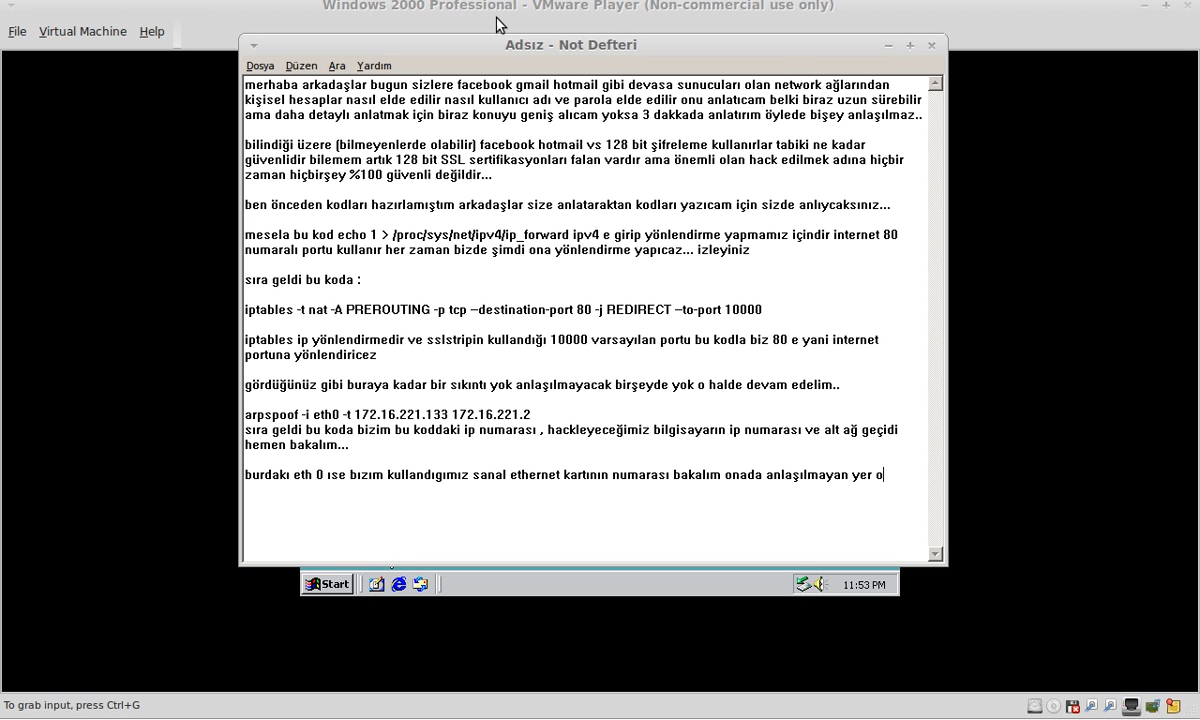 Windows 2000 Professional - VMware Player (Non-commercial use only)
File Virtual Machine Help
Adsız - Not Defteri
Dosya Düzen Ara Yardım
merhaba arkadaşlar bugun sizlere facebook gmail hotmail gibi devasa sunucuları olan network ağlarından
kişisel hesaplar nasıl elde edilir nasıl kullanıcı adı ve parola elde edilir onu anlatıcam belki biraz uzun sürebilir
ama daha detaylı anlatmak için biraz konuyu geniş alıcam yoksa 3 dakkada anlatırım öylede bişey anlaşılmaz..
bilindiği üzere (bilmeyenlerde olabilir) facebook hotmail vs 128 bit şifreleme kullanırlar tabiki ne kadar
güvenlidir bilemem artık 128 bit SSL sertifikasyonları falan vardır ama önemli olan hack edilmek adına hiçbir
zaman hiçbirşey %100 güvenli değildir...
ben önceden kodları hazırlamıştım arkadaşlar size anlataraktan kodları yazıcam için sizde anlıycaksınız...
mesela bu kod echo 1 > /proc/sys/net/ipv4/ip_forward ipv4 e girip yönlendirme yapmamız içindir internet 80
numaralı portu kullanır her zaman bizde şimdi ona yönlendirme yapıcaz... izleyiniz
sıra geldi bu koda :
iptables -t nat -A PREROUTING -p tcp –destination-port 80 -j REDIRECT –to-port 10000
iptables ip yönlendirmedir ve sslstripin kullandığı 10000 varsayılan portu bu kodla biz 80 e yani internet
portuna yönlendiricez
gördüğünüz gibi buraya kadar bir sıkıntı yok anlaşılmayacak birşeyde yok o halde devam edelim..
arpspoof -i eth0 -t 172.16.221.133 172.16.221.2
sıra geldi bu koda bizim bu koddaki ip numarası , hackleyeceğimiz bilgisayarın ip numarası ve alt ağ geçidi
hemen bakalım...
burdakı eth 0 ıse bızım kullandıgımız sanal ethernet kartının numarası bakalım onada anlaşılmayan yer o
Start
11:53 PM
To grab input, press Ctrl+G